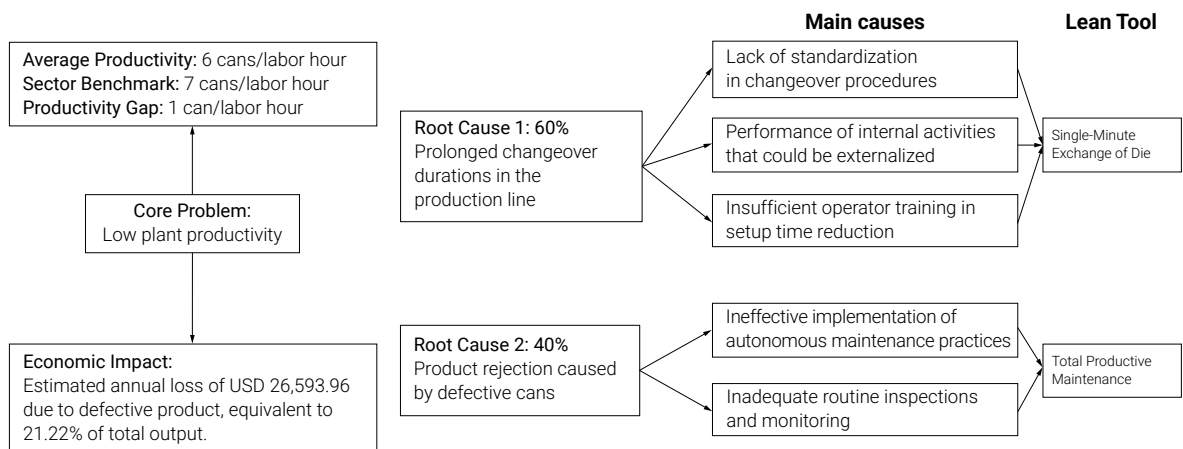 Main causes
Lean Tool
Average Productivity: 6 cans/labor hour
Sector Benchmark: 7 cans/labor hour
Productivity Gap: 1 can/labor hour
Core Problem:
Low plant productivity
Economic Impact:
Estimated annual loss of USD 26,593.96
due to defective product, equivalent to
21.22% of total output.
Root Cause 1: 60%
Prolonged changeover
durations in the
production line
Lack of standardization
in changeover procedures
Performance of internal activities
that could be externalized
Insufficient operator training in
setup time reduction
Single-Minute
Exchange of Die
Root Cause 2: 40%
Product rejection caused
by defective cans
Ineffective implementation of
autonomous maintenance practices
Inadequate routine inspections
and monitoring
Total Productive
Maintenance